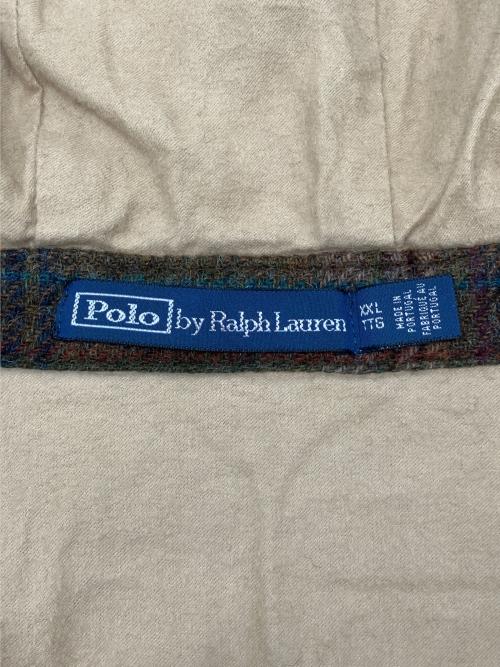 Polo by Ralph Lauren
XXL
TTG
MADE IN
PORTUGAL
FABRIQUÉ AU
PORTUGAL